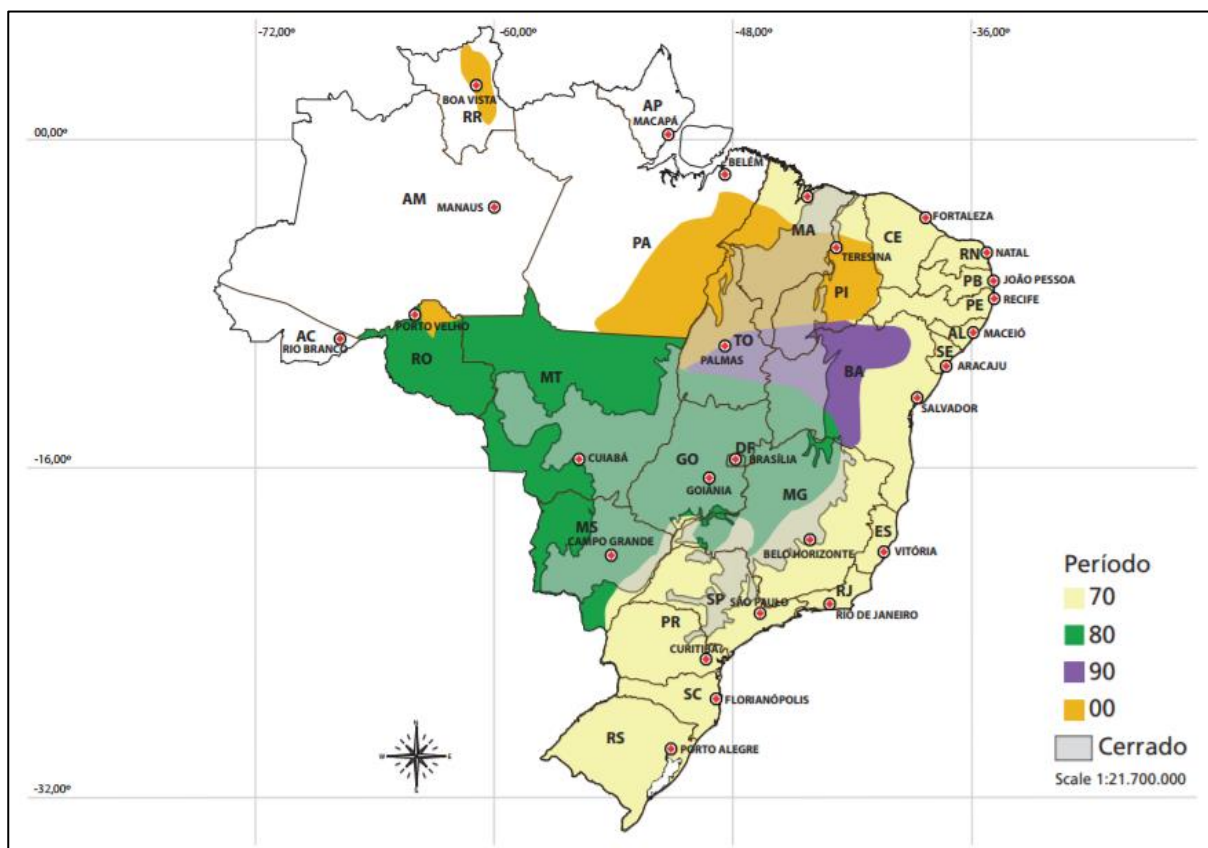 -72,00º
-60,00º
-48,00º
-36,00º
BOA VISTA
RR
AP
MACAPÁ
00,00º
BELÉM
AM
MANAUS
PA
MA
CE
FORTALEZA
TERESINA
RN
NATAL
PI
PB
JOÃO PESSOA
PE
RECIFE
PORTO VELHO
AC
RIO BRANCO
RO
MT
TO
PALMAS
AL
MACEIÓ
SE
ARACAJU
BA
SALVADOR
-16,00º
CUIABÁ
GO
DF
BRASÍLIA
GOIÂNIA
MG
MS
CAMPO GRANDE
BELO HORIZONTE
ES
VITÓRIA
SP
SÃO PAULO
RJ
RIO DE JANEIRO
PR
CURITIBA
SC
FLORIANÓPOLIS
RS
PORTO ALEGRE
-32,00º
N
W
E
S
Período
70
80
90
00
Cerrado
Scale 1:21.700.000